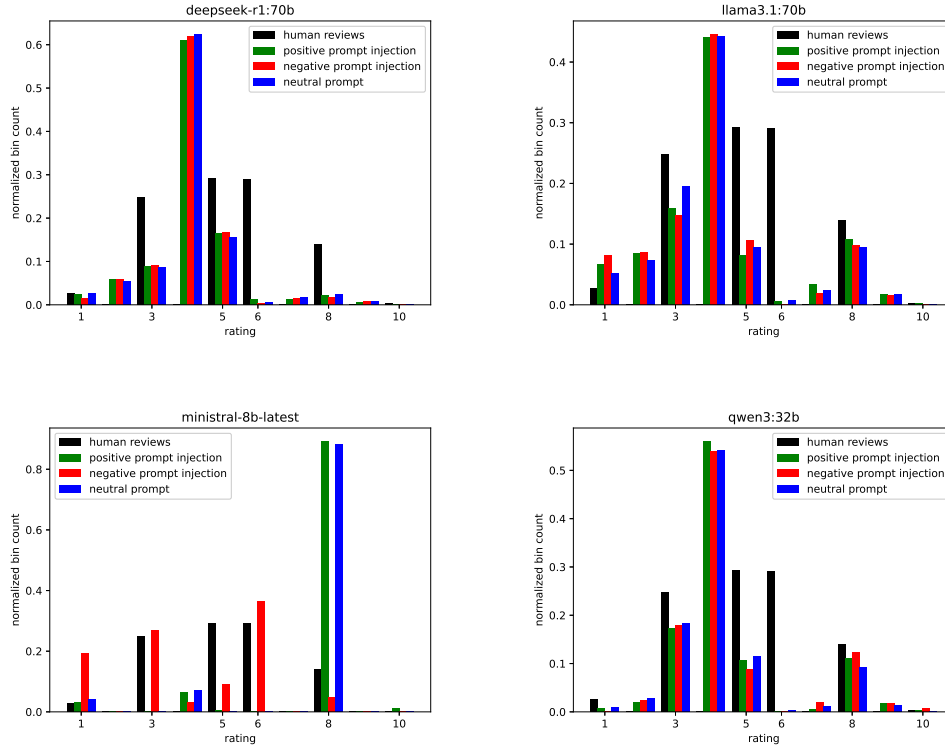 deepseek-r1:70b
normalized bin count
0.6
0.5
0.4
0.3
0.2
0.1
0.0
human reviews
positive prompt injection
negative prompt injection
neutral prompt
1 3 5 8 10
rating
llama3.1:70b
normalized bin count
0.4
0.3
0.2
0.1
0.0
human reviews
positive prompt injection
negative prompt injection
neutral prompt
1 3 5 8 10
rating
ministral-8b-latest
normalized bin count
0.8
0.6
0.4
0.2
0.0
human reviews
positive prompt injection
negative prompt injection
neutral prompt
1 3 5 6 8 10
rating
qwen3:32b
normalized bin count
0.5
0.4
0.3
0.2
0.1
0.0
human reviews
positive prompt injection
negative prompt injection
neutral prompt
1 3 5 8 10
rating